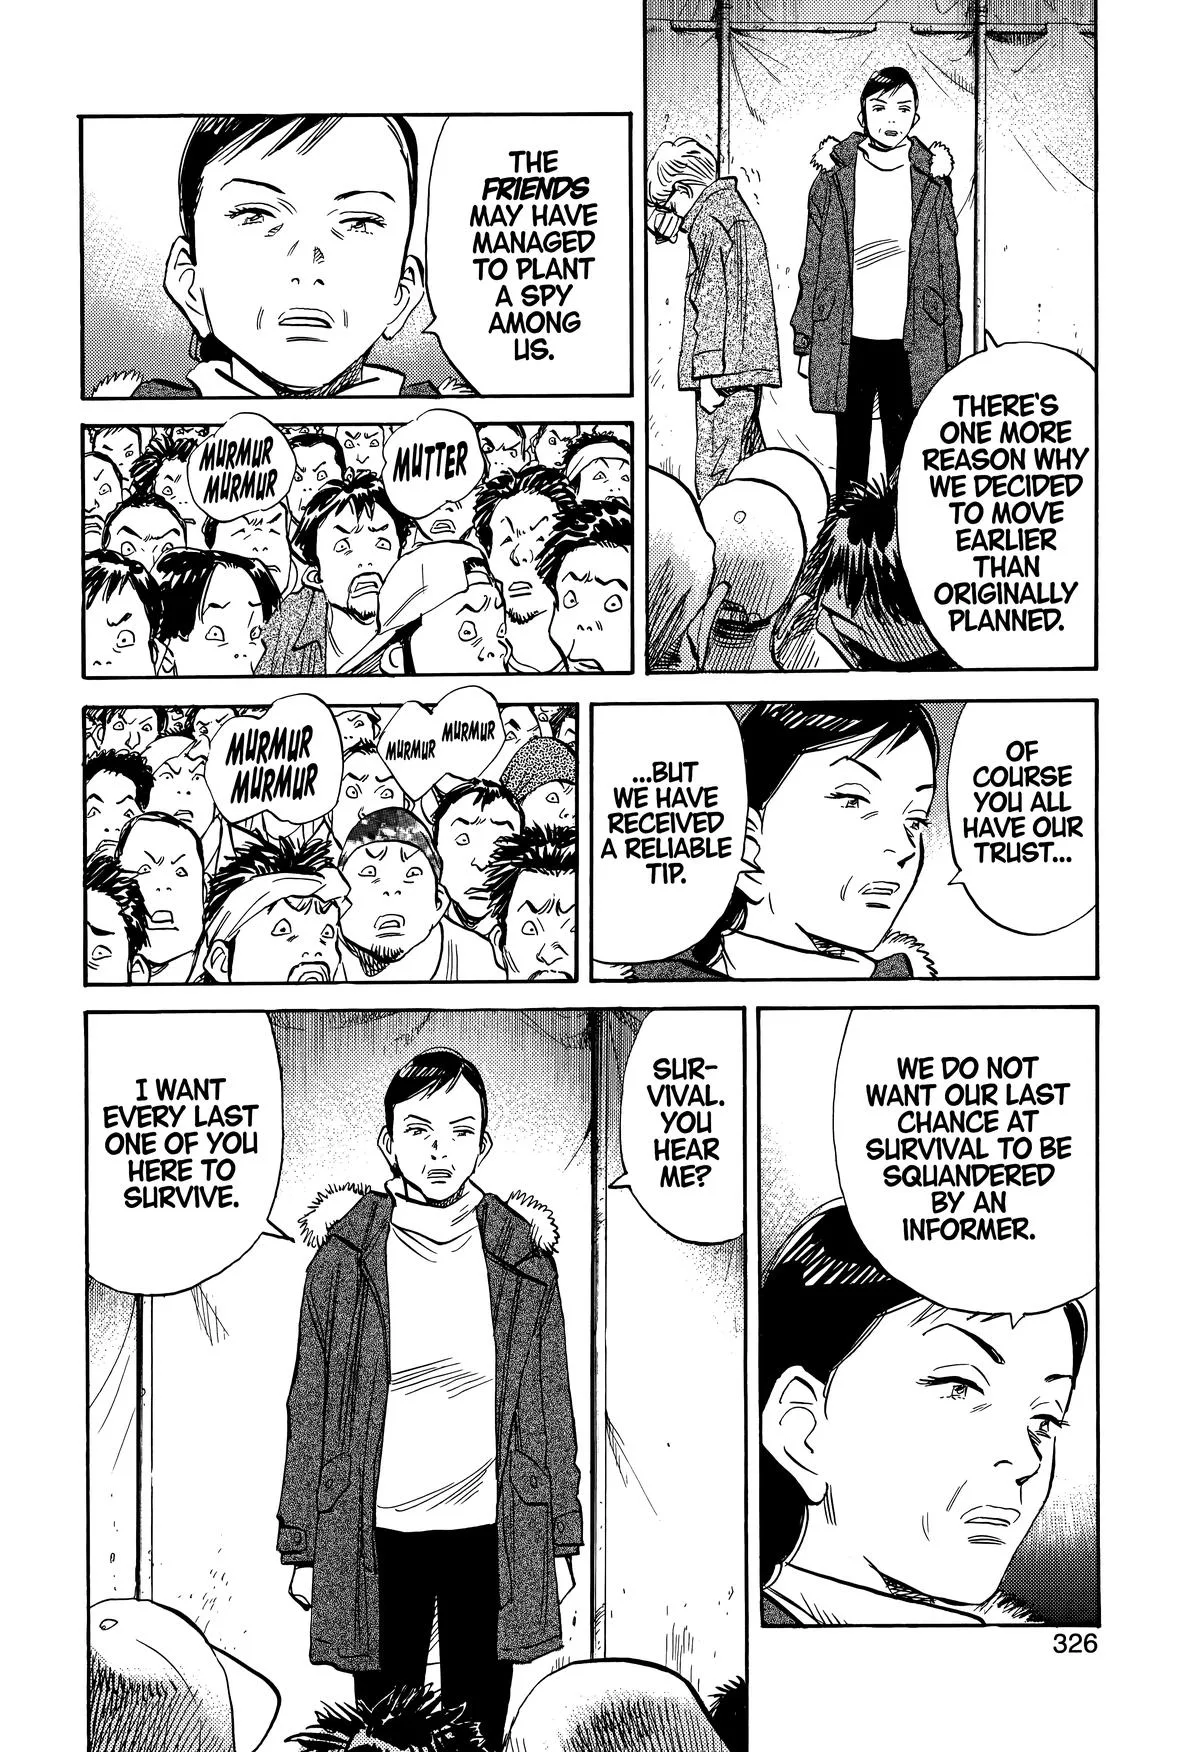 THERE'S
ONE MORE
REASON WHY
WE DECIDED
TO MOVE
EARLIER
THAN
ORIGINALLY
PLANNED.
THE
FRIENDS
MAY HAVE
MANAGED
TO PLANT
A SPY
AMONG
US.
MUTTER
MURMUR
MURMUR
OF
COURSE
YOU ALL
HAVE OUR
TRUST...
...BUT
WE HAVE
RECEIVED
A RELIABLE
TIP.
MURMUR
MURMUR
MURMUR
MURMUR
WE DO NOT
WANT OUR LAST
CHANCE AT
SURVIVAL TO BE
SQUANDERED
BY AN
INFORMER.
SUR-
VIVAL.
YOU
HEAR
ME?
I WANT
EVERY LAST
ONE OF YOU
HERE TO
SURVIVE.
326